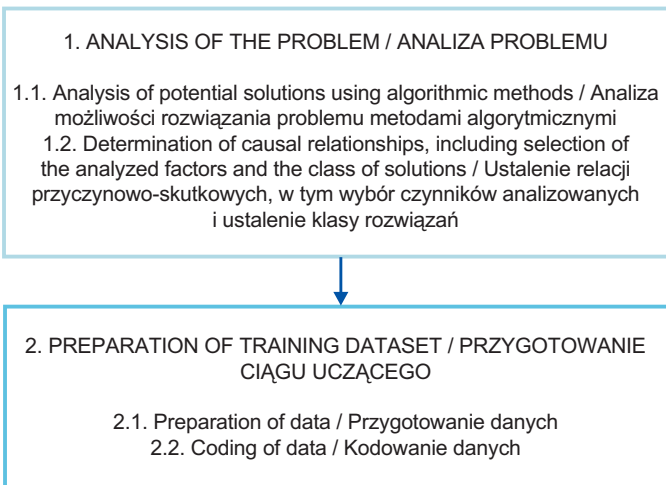 1. ANALYSIS OF THE PROBLEM / ANALIZA PROBLEMU
1.1. Analysis of potential solutions using algorithmic methods / Analiza
możliwości rozwiązania problemu metodami algorytmicznymi
1.2. Determination of causal relationships, including selection of
the analyzed factors and the class of solutions / Ustalenie relacji
przyczynowo-skutkowych, w tym wybór czynników analizowanych
i ustalenie klasy rozwiązań
2. PREPARATION OF TRAINING DATASET / PRZYGOTOWANIE
CIĄGU UCZĄCEGO
2.1. Preparation of data / Przygotowanie danych
2.2. Coding of data / Kodowanie danych